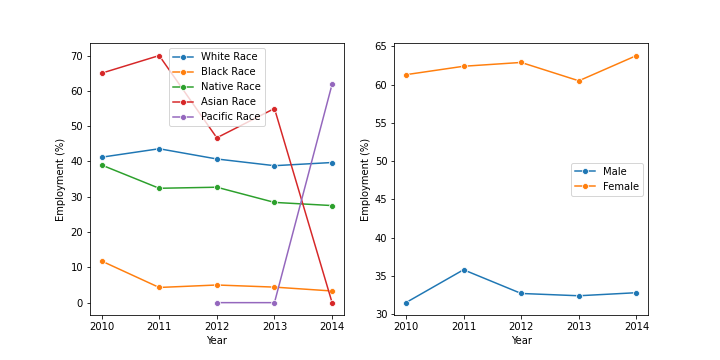 70
60
50
40
30
20
10
0
Employment (%)
2010 2011 2012 2013 2014
Year
White Race
Black Race
Native Race
Asian Race
Pacific Race
65
60
55
50
45
40
35
30
Employment (%)
2010 2011 2012 2013 2014
Year
Male
Female